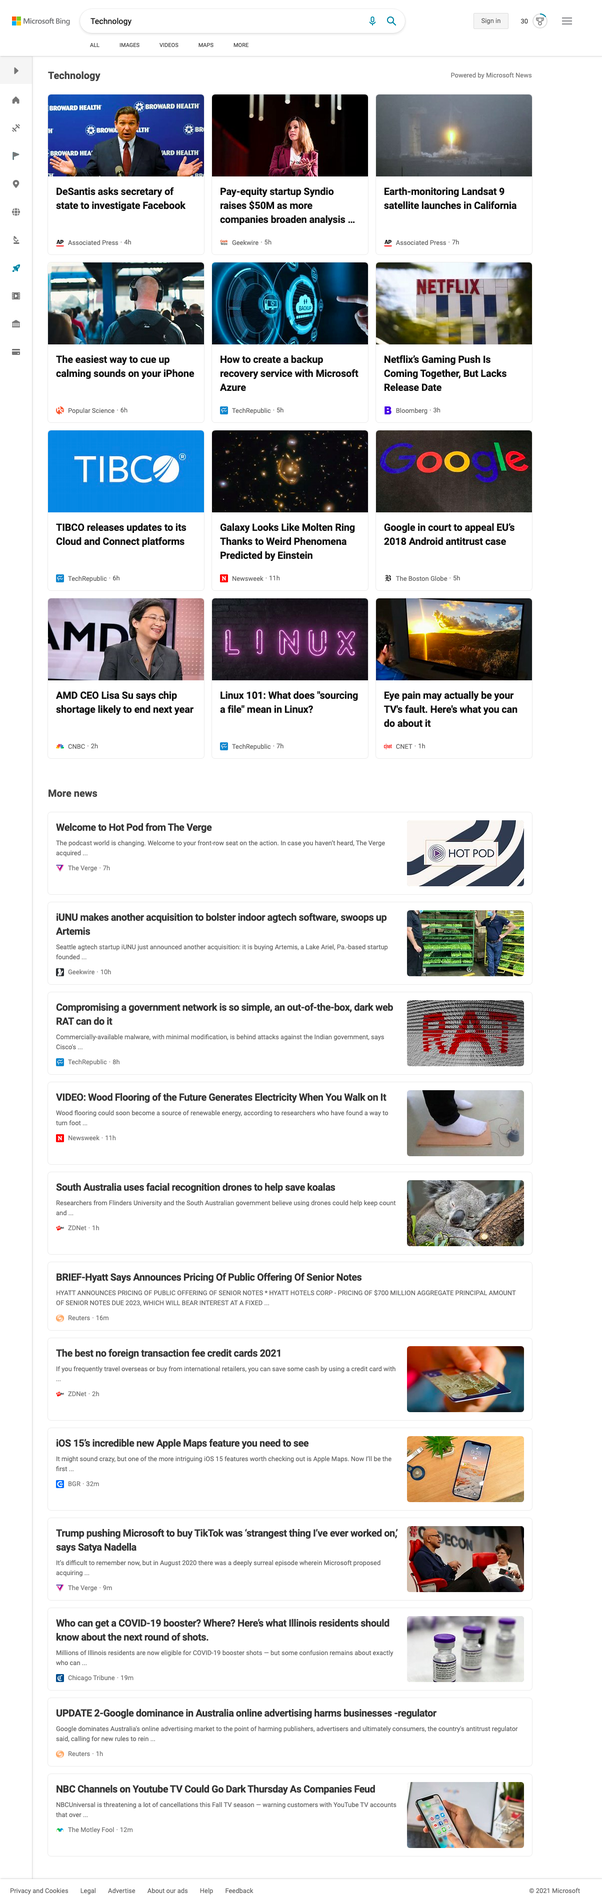 Microsoft Bing
Technology
Sign in
30
ALL IMAGES VIDEOS MAPS MORE
Technology
Powered by Microsoft News
BROWARD HEALTH
BROWARD HEALTH
BROWARD HEALTH
DeSantis asks secretary of
state to investigate Facebook
AP Associated Press · 4h
Pay-equity startup Syndio
raises $50M as more
companies broaden analysis ...
Geekwire · 5h
Earth-monitoring Landsat 9
satellite launches in California
AP Associated Press · 7h
The easiest way to cue up
calming sounds on your iPhone
Popular Science · 6h
BACKUP
How to create a backup
recovery service with Microsoft
Azure
TechRepublic · 5h
NETFLIX
Netflix's Gaming Push Is
Coming Together, But Lacks
Release Date
B Bloomberg · 3h
TIBCO®
TIBCO releases updates to its
Cloud and Connect platforms
TechRepublic · 6h
Galaxy Looks Like Molten Ring
Thanks to Weird Phenomena
Predicted by Einstein
N Newsweek · 11h
Google
Google in court to appeal EU's
2018 Android antitrust case
B The Boston Globe · 5h
AMD
AMD CEO Lisa Su says chip
shortage likely to end next year
CNBC · 2h
LINUX
Linux 101: What does "sourcing
a file" mean in Linux?
TechRepublic · 7h
Eye pain may actually be your
TV's fault. Here's what you can
do about it
CNET · 1h
More news
Welcome to Hot Pod from The Verge
The podcast world is changing. Welcome to your front-row seat on the action. In case you haven't heard, The Verge
acquired ...
The Verge · 7h
HOT POD
iUNU makes another acquisition to bolster indoor agtech software, swoops up
Artemis
Seattle agtech startup iUNU just announced another acquisition: it is buying Artemis, a Lake Ariel, Pa.-based startup
founded ...
Geekwire · 10h
Compromising a government network is so simple, an out-of-the-box, dark web
RAT can do it
Commercially-available malware, with minimal modification, is behind attacks against the Indian government, says
Cisco's ...
TechRepublic · 8h
RAT
VIDEO: Wood Flooring of the Future Generates Electricity When You Walk on It
Wood flooring could soon become a source of renewable energy, according to researchers who have found a way to
turn foot ...
N Newsweek · 11h
South Australia uses facial recognition drones to help save koalas
Researchers from Flinders University and the South Australian government believe using drones could help keep count
and ...
ZDNet · 1h
BRIEF-Hyatt Says Announces Pricing Of Public Offering Of Senior Notes
HYATT ANNOUNCES PRICING OF PUBLIC OFFERING OF SENIOR NOTES * HYATT HOTELS CORP - PRICING OF $700 MILLION AGGREGATE PRINCIPAL AMOUNT
OF SENIOR NOTES DUE 2023, WHICH WILL BEAR INTEREST AT A FIXED ...
Reuters · 16m
The best no foreign transaction fee credit cards 2021
If you frequently travel overseas or buy from international retailers, you can save some cash by using a credit card with
...
ZDNet · 2h
iOS 15's incredible new Apple Maps feature you need to see
It might sound crazy, but one of the more intriguing iOS 15 features worth checking out is Apple Maps. Now I'll be the
first ...
BGR · 32m
Trump pushing Microsoft to buy TikTok was 'strangest thing I've ever worked on,'
says Satya Nadella
It's difficult to remember now, but in August 2020 there was a deeply surreal episode wherein Microsoft proposed
acquiring ...
The Verge · 9m
Who can get a COVID-19 booster? Where? Here's what Illinois residents should
know about the next round of shots.
Millions of Illinois residents are now eligible for COVID-19 booster shots — but some confusion remains about exactly
who can ...
Chicago Tribune · 19m
UPDATE 2-Google dominance in Australia online advertising harms businesses -regulator
Google dominates Australia's online advertising market to the point of harming publishers, advertisers and ultimately consumers, the country's antitrust regulator
said, calling for new rules to rein ...
Reuters · 1h
NBC Channels on Youtube TV Could Go Dark Thursday As Companies Feud
NBCUniversal is threatening a lot of cancellations this Fall TV season — warning customers with YouTube TV accounts
that over ...
The Motley Fool · 12m
Privacy and Cookies Legal Advertise About our ads Help Feedback
© 2021 Microsoft